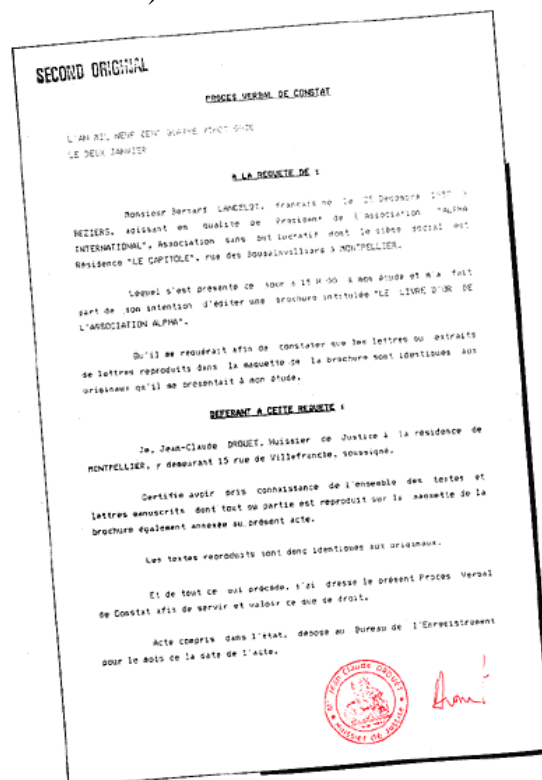 SECOND ORIGINAL
PROCES VERBAL DE CONSTAT
L'AN MIL NEUF CENT QUATRE VINGT ONZE
LE DEUX JANVIER
A LA REQUETE DE :
Monsieur Bernard LANCELOT, francais né le 25 Décembre à
BEZIERS, agissant en qualité de Président de l'Association "ALPHA
INTERNATIONAL", Association sans but lucratif dont le siège social est
Résidence "LE CAPITOLE", rue des Boussainvilliers à MONTPELLIER.
Lequel s'est présenté ce jour à 15 H 00 à mon étude et m'a fait
part de son intention d'éditer une brochure intitulée "LE LIVRE D'OR DE
L'ASSOCIATION ALPHA".
Qu'il me requérait afin de constater que les lettres ou extraits
de lettres reproduits dans la maquette de la brochure sont identiques aux
originaux qu'il me présentait à mon étude.
DEFERANT A CETTE REQUETE :
Je, Jean-Claude DROUET, Huissier de Justice à la résidence de
MONTPELLIER, y demeurant 15 rue de Villefranche, soussigné.
Certifie avoir pris connaissance de l'ensemble des textes et
lettres manuscrits dont tout ou partie est reproduit sur la maquette de la
brochure également annexée au présent acte.
Les textes reproduits sont donc identiques aux originaux.
Et de tout ce qui précède, j'ai dressé le présent Procès Verbal
de Constat afin de servir et valoir ce que de droit.
Acte compris dans l'état, déposé au Bureau de l'Enregistrement
pour le mois de la date de l'acte.
Me Jean Claude DROUET
Huissier de Justice